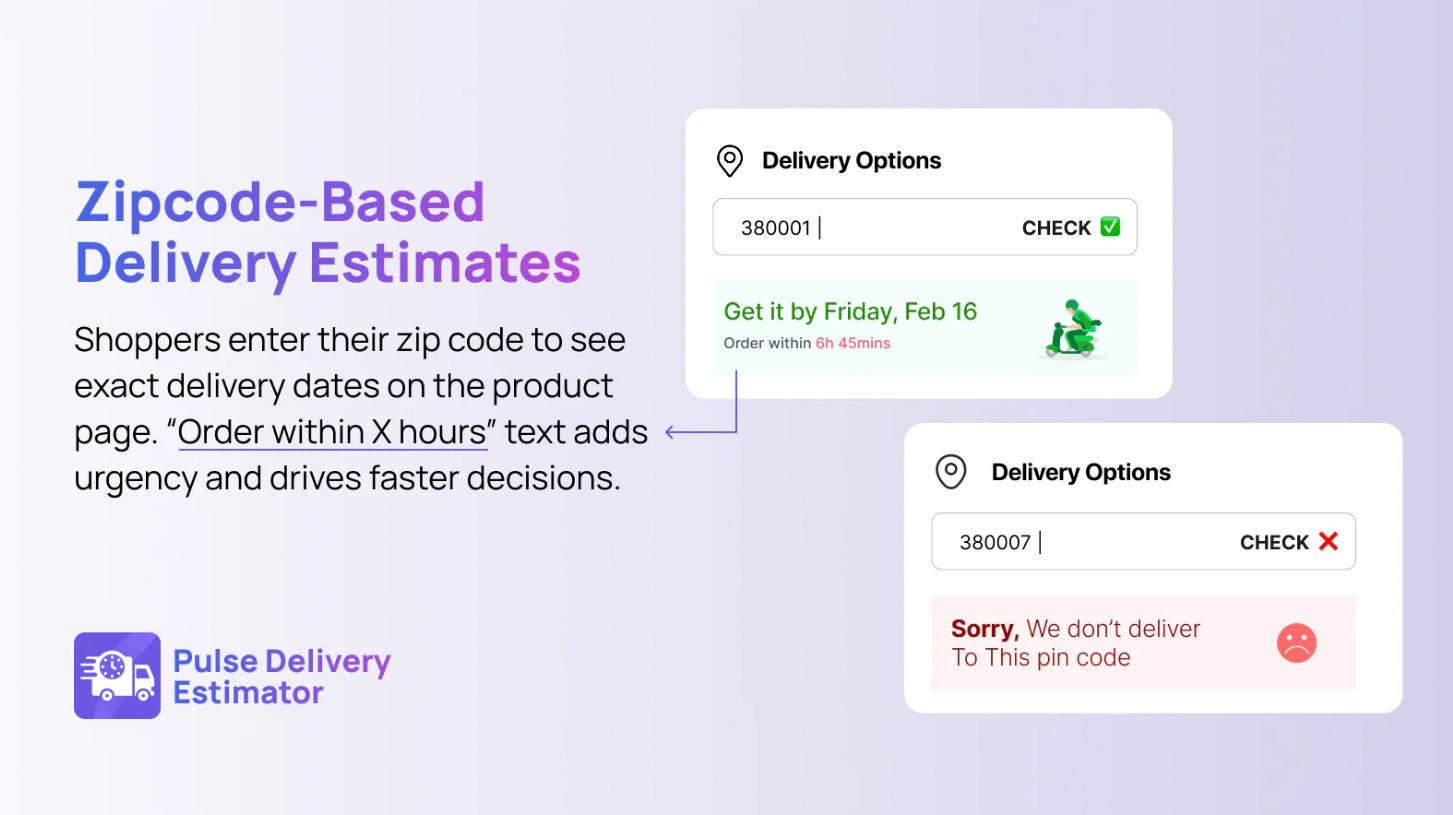 Zipcode-Based
Delivery Estimates
Shoppers enter their zip code to see
exact delivery dates on the product
page. “Order within X hours” text adds
urgency and drives faster decisions.
Pulse Delivery
Estimator
Delivery Options
380001 | CHECK ✅
Get it by Friday, Feb 16
Order within 6h 45mins
Delivery Options
380007 | CHECK ❌
Sorry, We don’t deliver
To This pin code